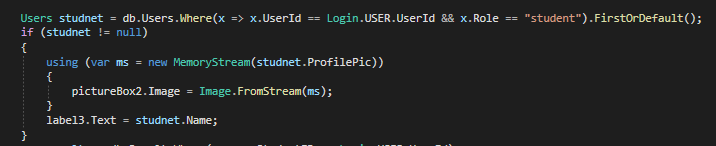 Users studnet = db.Users.Where(x => x.UserId == Login.USER.UserId && x.Role == "student").FirstOrDefault();
if (studnet != null)
{
using (var ms = new MemoryStream(studnet.ProfilePic))
{
pictureBox2.Image = Image.FromStream(ms);
}
label3.Text = studnet.Name;
}